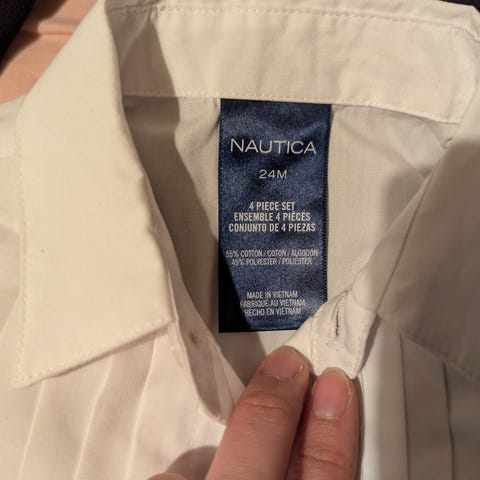 NAUTICA
24M
4 PIECE SET
ENSEMBLE 4 PIÈCES
CONJUNTO DE 4 PIEZAS
55% COTTON / COTON / ALGODÓN
45% POLYESTER / POLIÉSTER
MADE IN VIETNAM
FABRIQUÉ AU VIETNAM
HECHO EN VIETNAM